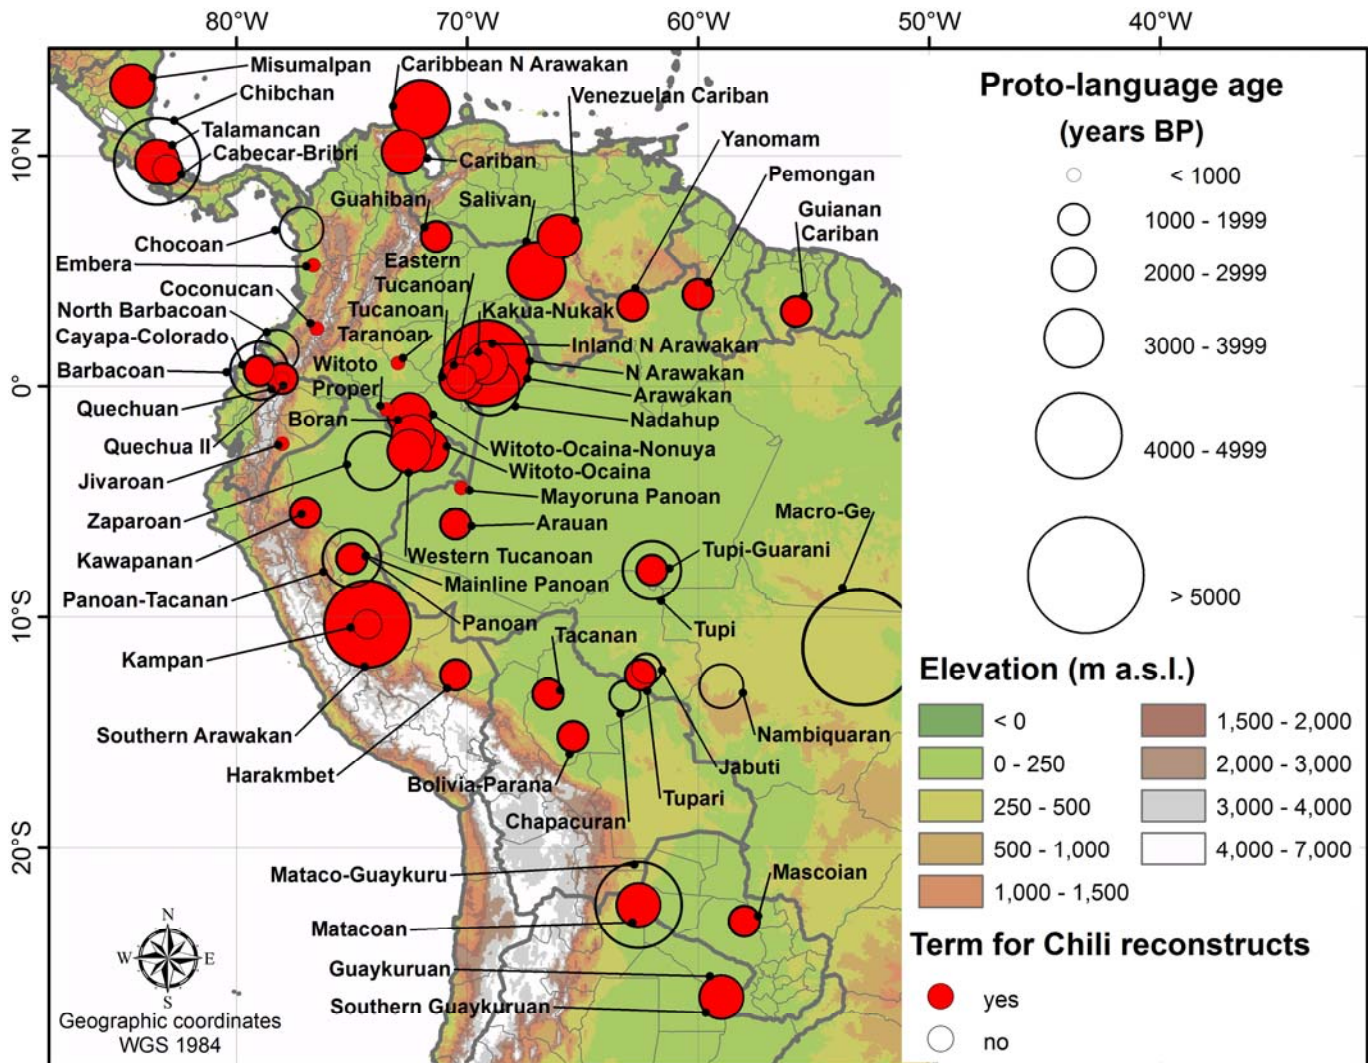 80°W
70°W
60°W
50°W
40°W
10°N
0°
10°S
20°S
Misumalpan
Chibchan
Talamancan
Cabecar-Bribri
Caribbean N Arawakan
Venezuelan Cariban
Yanomam
Cariban
Pemongan
Guahiban
Salivan
Guianan
Cariban
Chocoan
Embera
Eastern
Tucanoan
Coconucan
North Barbacoan
Tucanoan
Kakua-Nukak
Cayapa-Colorado
Taranoan
Inland N Arawakan
Barbacoan
Witoto
Proper
N Arawakan
Arawakan
Quechuan
Boran
Nadahup
Quechua II
Witoto-Ocaina-Nonuya
Witoto-Ocaina
Jivaroan
Mayoruna Panoan
Zaparoan
Arauan
Macro-Ge
Kawapanan
Western Tucanoan
Tupi-Guarani
Mainline Panoan
Panoan-Tacanan
Panoan
Tacanan
Tupi
Kampan
Southern Arawakan
Nambiquaran
Harakmbet
Bolivia-Parana
Jabuti
Tupari
Chapacuran
Mataco-Guaykuru
Mascoian
Matacoan
Guaykuruan
Southern Guaykuruan
N
W
E
S
Geographic coordinates
WGS 1984
Proto-language age
(years BP)
< 1000
1000 - 1999
2000 - 2999
3000 - 3999
4000 - 4999
> 5000
Elevation (m a.s.l.)
< 0
0 - 250
250 - 500
500 - 1,000
1,000 - 1,500
1,500 - 2,000
2,000 - 3,000
3,000 - 4,000
4,000 - 7,000
Term for Chili reconstructs
yes
no